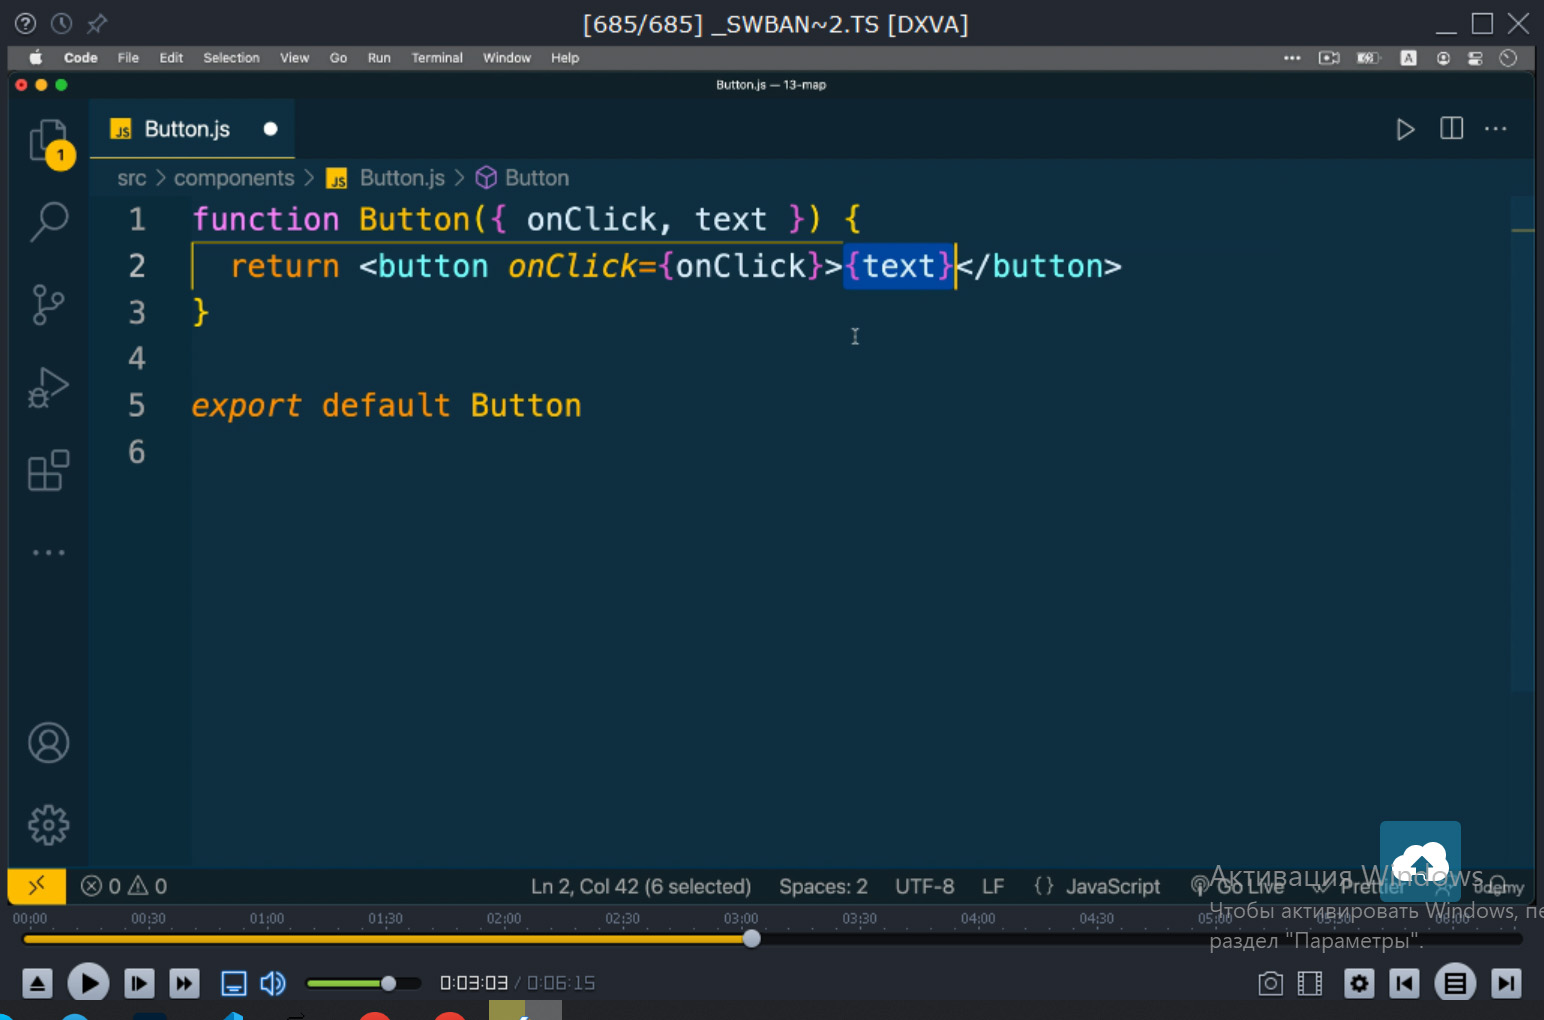 [685/685] _SWBAN~2.TS [DXVA]
Code File Edit Selection View Go Run Terminal Window Help
Button.js — 13-map
JS Button.js
1
src > components > JS Button.js > Button
1 function Button({ onClick, text }) {
2 return <button onClick={onClick}>{text}</button>
3 }
4
5 export default Button
6
0 0 Ln 2, Col 42 (6 selected) Spaces: 2 UTF-8 LF {} JavaScript Go Live Prettier
Udemy
Активация Windows
Чтобы активировать Windows,
раздел "Параметры".
00:00 00:30 01:00 01:30 02:00 02:30 03:00 03:30 04:00 04:30 05:00 05:30 06:00
0:03:03 / 0:06:15